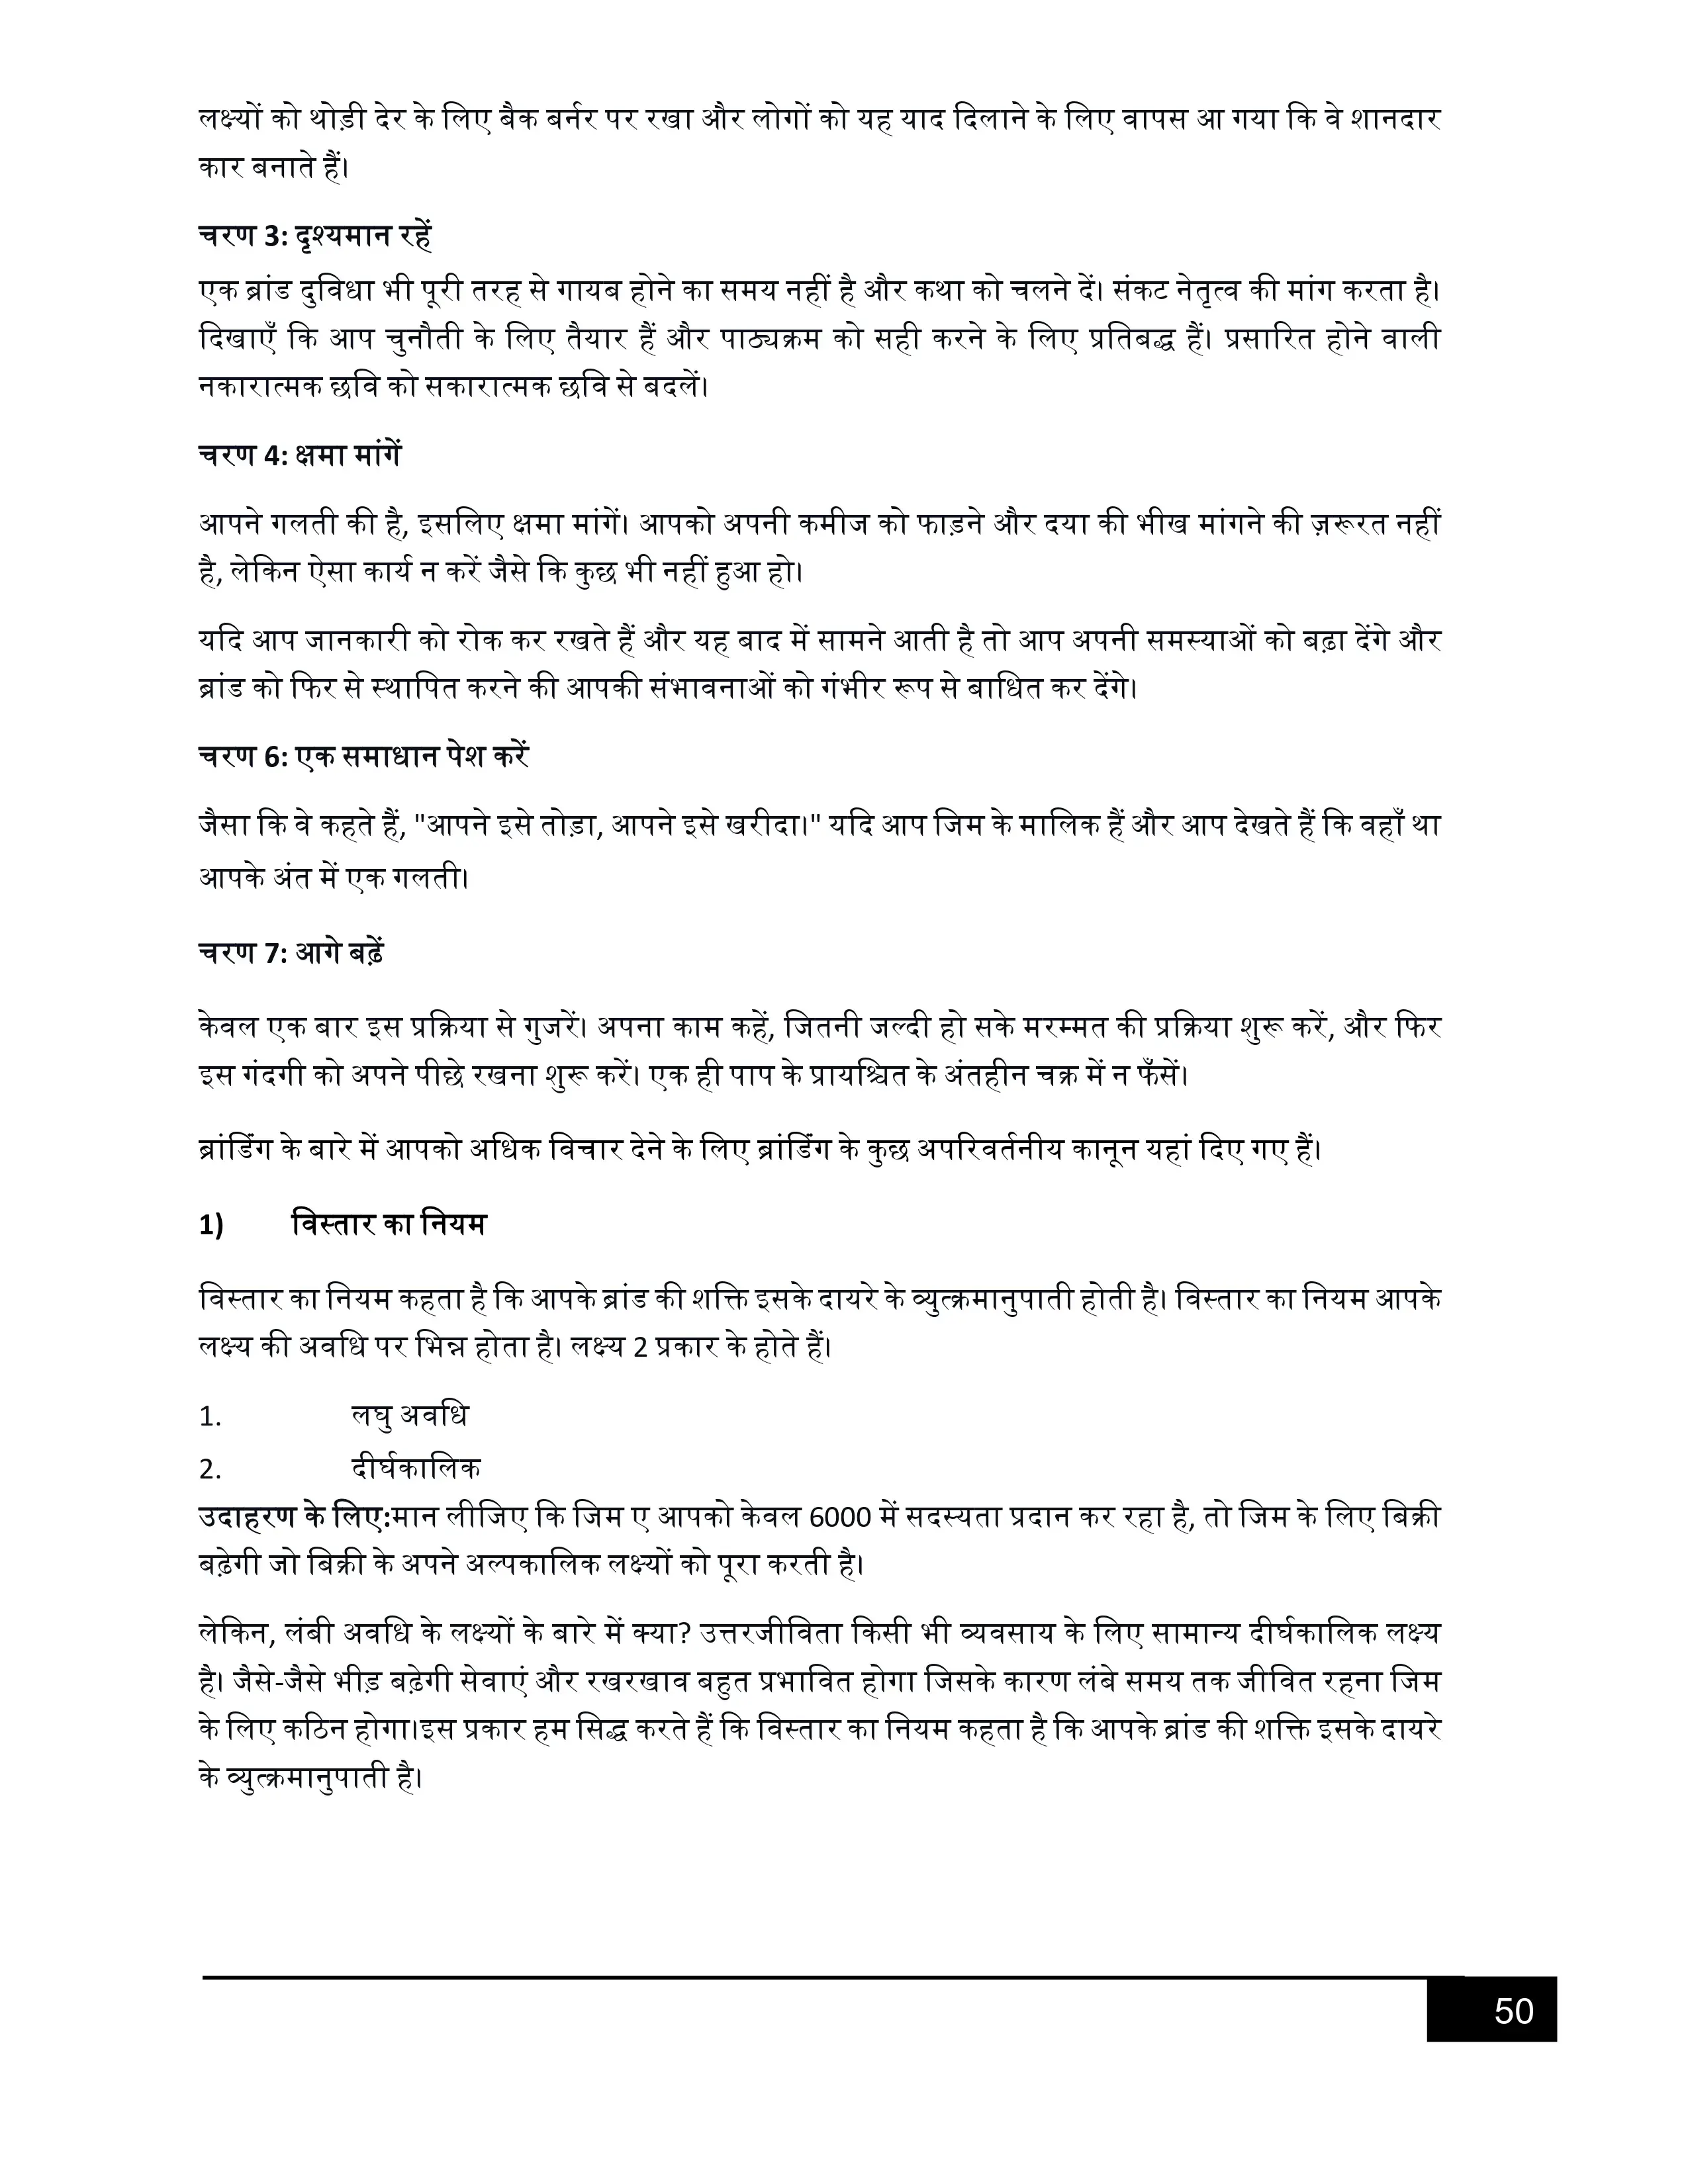 लक्ष्यों को थोड़ी देर के लिए बैक बर्नर पर रखा और लोगों को यह याद दिलाने के लिए वापस आ गया कि वे शानदार
कार बनाते हैं।
चरण 3: दृश्यमान रहें
एक ब्रांड दुविधा भी पूरी तरह से गायब होने का समय नहीं है और कथा को चलने दें। संकट नेतृत्व की मांग करता है।
दिखाएँ कि आप चुनौती के लिए तैयार हैं और पाठ्यक्रम को सही करने के लिए प्रतिबद्ध हैं। प्रसारित होने वाली
नकारात्मक छवि को सकारात्मक छवि से बदलें।
चरण 4: क्षमा मांगें
आपने गलती की है, इसलिए क्षमा मांगें। आपको अपनी कमीज को फाड़ने और दया की भीख मांगने की ज़रूरत नहीं
है, लेकिन ऐसा कार्य न करें जैसे कि कुछ भी नहीं हुआ हो।
यदि आप जानकारी को रोक कर रखते हैं और यह बाद में सामने आती है तो आप अपनी समस्याओं को बढ़ा देंगे और
ब्रांड को फिर से स्थापित करने की आपकी संभावनाओं को गंभीर रूप से बाधित कर देंगे।
चरण 6: एक समाधान पेश करें
जैसा कि वे कहते हैं, "आपने इसे तोड़ा, आपने इसे खरीदा।" यदि आप जिम के मालिक हैं और आप देखते हैं कि वहाँ था
आपके अंत में एक गलती।
चरण 7: आगे बढ़ें
केवल एक बार इस प्रक्रिया से गुजरें। अपना काम कहें, जितनी जल्दी हो सके मरम्मत की प्रक्रिया शुरू करें, और फिर
इस गंदगी को अपने पीछे रखना शुरू करें। एक ही पाप के प्रायश्चित के अंतहीन चक्र में न फँसें।
ब्रांडिंग के बारे में आपको अधिक विचार देने के लिए ब्रांडिंग के कुछ अपरिवर्तनीय कानून यहां दिए गए हैं।
1) विस्तार का नियम
विस्तार का नियम कहता है कि आपके ब्रांड की शक्ति इसके दायरे के व्युत्क्रमानुपाती होती है। विस्तार का नियम आपके
लक्ष्य की अवधि पर भिन्न होता है। लक्ष्य 2 प्रकार के होते हैं।
1. लघु अवधि
2. दीर्घकालिक
उदाहरण के लिए:मान लीजिए कि जिम ए आपको केवल 6000 में सदस्यता प्रदान कर रहा है, तो जिम के लिए बिक्री
बढ़ेगी जो बिक्री के अपने अल्पकालिक लक्ष्यों को पूरा करती है।
लेकिन, लंबी अवधि के लक्ष्यों के बारे में क्या? उत्तरजीविता किसी भी व्यवसाय के लिए सामान्य दीर्घकालिक लक्ष्य
है। जैसे-जैसे भीड़ बढ़ेगी सेवाएं और रखरखाव बहुत प्रभावित होगा जिसके कारण लंबे समय तक जीवित रहना जिम
के लिए कठिन होगा।इस प्रकार हम सिद्ध करते हैं कि विस्तार का नियम कहता है कि आपके ब्रांड की शक्ति इसके दायरे
के व्युत्क्रमानुपाती है।
50